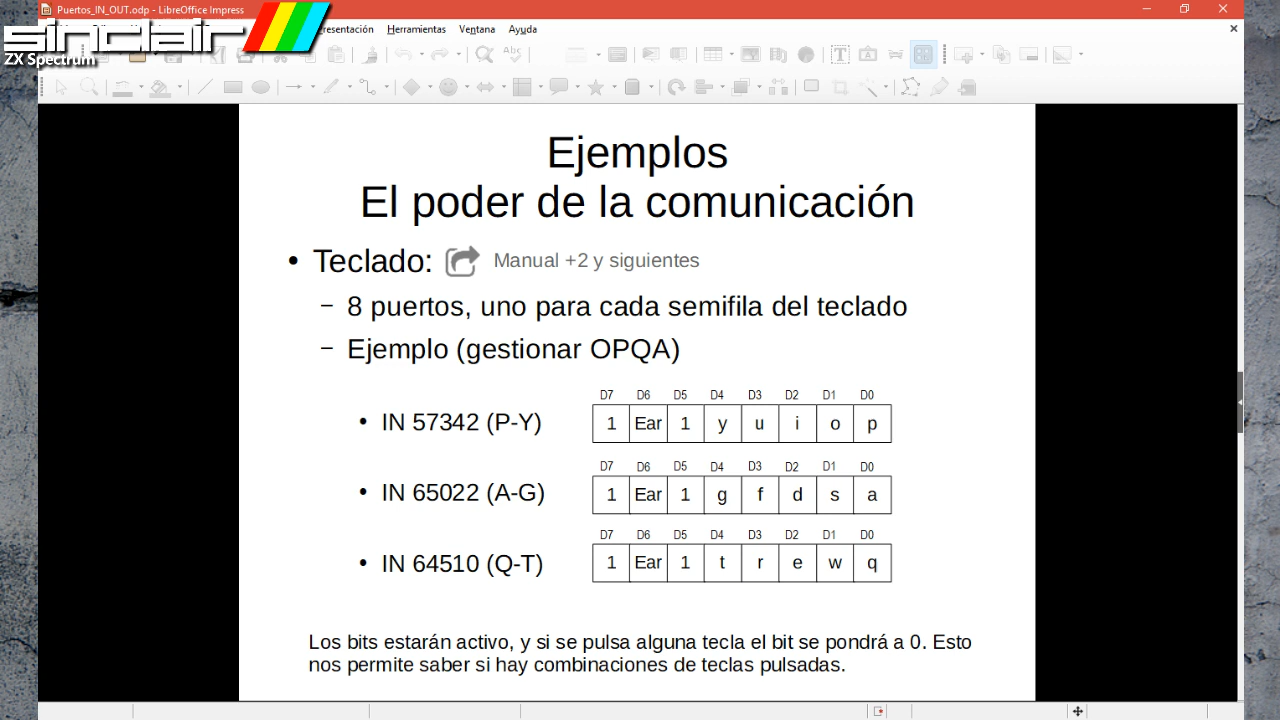 Puertos_IN_OUT.odp - LibreOffice Impress
sinclair
ZX Spectrum
Herramientas Ventana Ayuda
Ejemplos
El poder de la comunicación
• Teclado: Manual +2 y siguientes
– 8 puertos, uno para cada semifila del teclado
– Ejemplo (gestionar OPQA)
D7 D6 D5 D4 D3 D2 D1 D0
• IN 57342 (P-Y) 1 Ear 1 y u i o p
D7 D6 D5 D4 D3 D2 D1 D0
• IN 65022 (A-G) 1 Ear 1 g f d s a
D7 D6 D5 D4 D3 D2 D1 D0
• IN 64510 (Q-T) 1 Ear 1 t r e w q
Los bits estarán activo, y si se pulsa alguna tecla el bit se pondrá a 0. Esto
nos permite saber si hay combinaciones de teclas pulsadas.